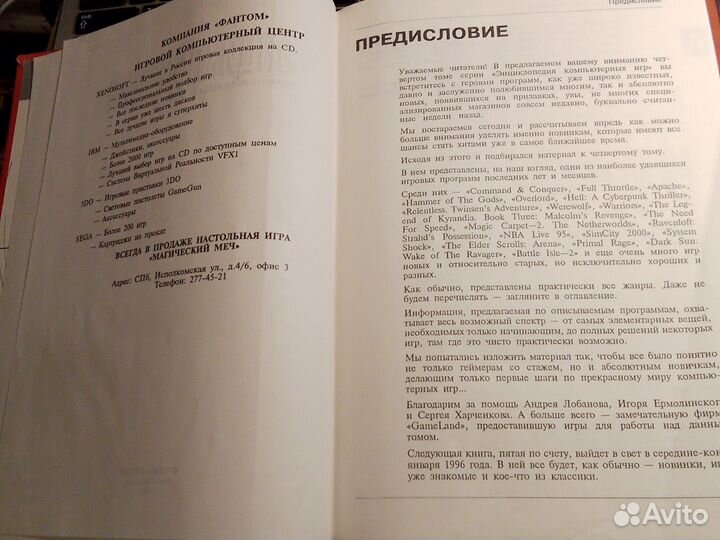 КОМПАНИЯ «ФАНТОМ»
ИГРОВОЙ КОМПЬЮТЕРНЫЙ ЦЕНТР
XENOSOFT — Лучшая в России игровая коллекция на CD.
— Максимальное удобство
— Профессиональный подбор игр
— Все последние новинки
— В серии уже шесть дисков
— Все лучшие игры и суперхиты
IBM — Мультимедиа-оборудование
— Джойстики, аксессуары
— Более 2000 игр
— Лучший выбор игр на CD по доступным ценам
— Система Виртуальной Реальности VFX1
3DO — Игровые приставки 3DO
— Световые пистолеты GameGun
— Аксессуары
SEGA — Более 200 игр
— Картриджи на прокат
ВСЕГДА В ПРОДАЖЕ НАСТОЛЬНАЯ ИГРА
«МАГИЧЕСКИЙ МЕЧ»
Адрес: СПб, Исполкомская ул., д.4/6, офис 3
Телефон: 277-45-21
Предисловие
ПРЕДИСЛОВИЕ
Уважаемые читатели! В предлагаемом вашему вниманию чет-
вертом томе серии «Энциклопедия компьютерных игр» вы
встретитесь с героями программ, как уже широко известных,
давно и заслуженно полюбившимся многим, так и абсолютно
новых, появившихся на прилавках, увы, не многих специ-
ализированных магазинов совсем недавно, буквально считан-
ные недели назад.
Мы постараемся сегодня и рассчитываем впредь как можно
больше внимания уделять именно новинкам, которые имеют все
шансы стать хитами уже в самое ближайшее время.
Исходя из этого и подбирался материал к четвертому тому.
В нем представлены, на наш взгляд, одни из наиболее удавшихся
игровых программ последних лет и месяцев.
Среди них — «Command & Conquer», «Full Throttle», «Apache»,
«Hammer of The Gods», «Overlord», «Hell: A Cyberpunk Thriller»,
«Relentless. Twinsen's Adventure», «Werewolf», «Warrior», «The Leg-
end of Kyrandia. Book Three: Malcolm's Revenge», «The Need
For Speed», «Magic Carpet—2. The Netherworlds», «Ravenloft:
Strahd's Possession», «NBA Live 95», «SimCity 2000», «System
Shock», «The Elder Scrolls: Arena», «Primal Rage», «Dark Sun:
Wake of The Ravager», «Battle Isle—2» и еще очень много игр
новых и относительно старых, но исключительно хороших и
разных.
Как обычно, представлены практически все жанры. Даже не
будем перечислять — загляните в оглавление.
Информация, предлагаемая по описываемым программам, охва-
тывает весь возможный спектр — от самых элементарных вещей,
необходимых только начинающим, до полных решений некоторых
игр, там где это чисто практически возможно.
Мы попытались изложить материал так, чтобы все было понятно
не только геймерам со стажем, но и абсолютным новичкам,
делающим только первые шаги по прекрасному миру компью-
терных игр...
Благодарим за помощь Андрея Лобанова, Игоря Ермолинского
и Сергея Харченкова. А больше всего — замечательную фирм
«GameLand», предоставившую игры для работы над данны
томом.
Следующая книга, пятая по счету, выйдет в свет в середине-кон
января 1996 года. В ней все будет, как обычно — новинки, иг
уже знакомые и кое-что из классики.
Avito